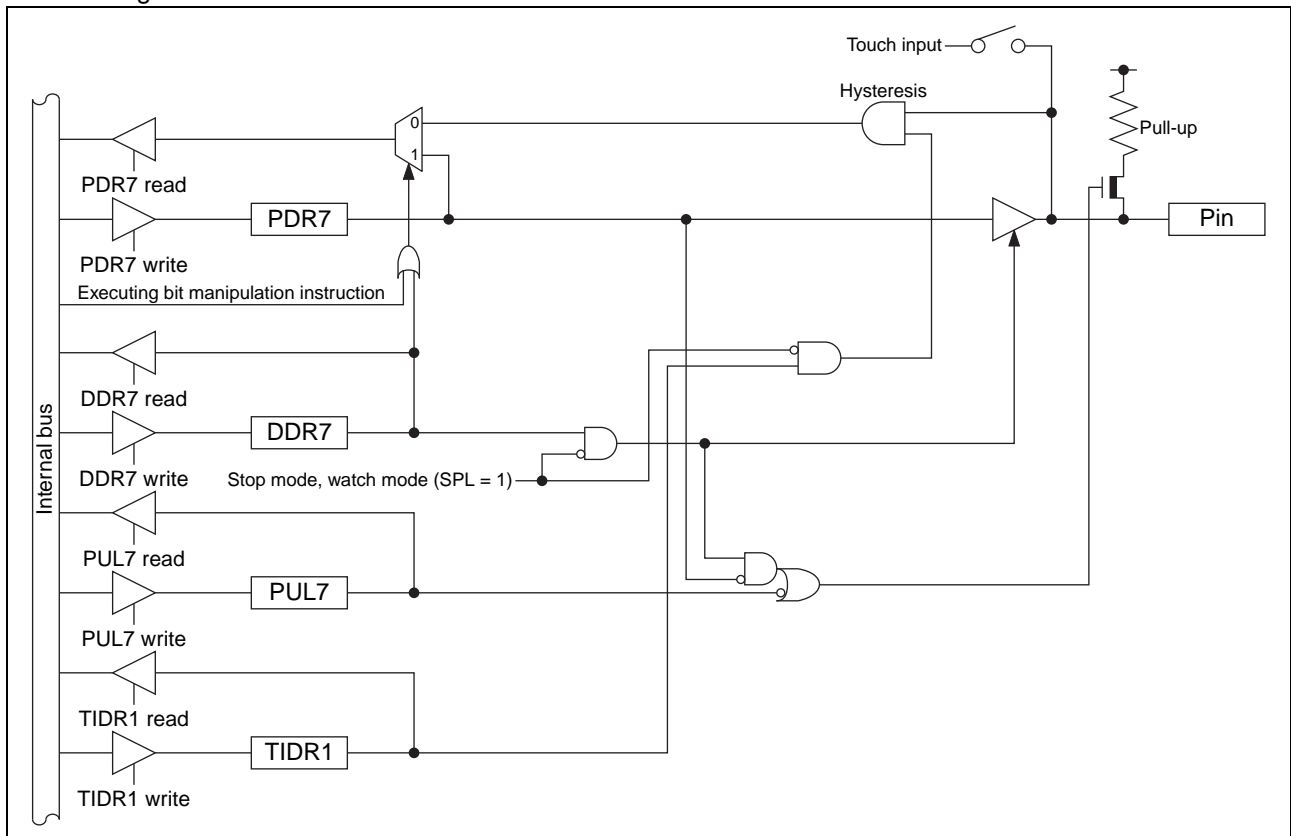 Touch input
Hysteresis
0
Pull-up
1
PDR7 read
PDR7
Pin
PDR7 write
Executing bit manipulation instruction
DDR7 read
DDR7
DDR7 write
Stop mode, watch mode (SPL = 1)
Internal bus
PUL7 read
PUL7
PUL7 write
TIDR1 read
TIDR1
TIDR1 write